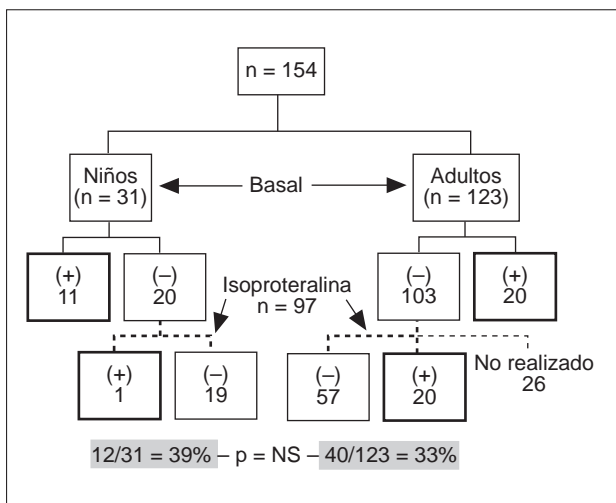 n = 154
Niños
(n = 31)
Basal
Adultos
(n = 123)
(+)
11
(–)
20
Isoproteralina
n = 97
(–)
103
(+)
20
(+)
1
(–)
19
(–)
57
(+)
20
No realizado
26
12/31 = 39% – p = NS – 40/123 = 33%